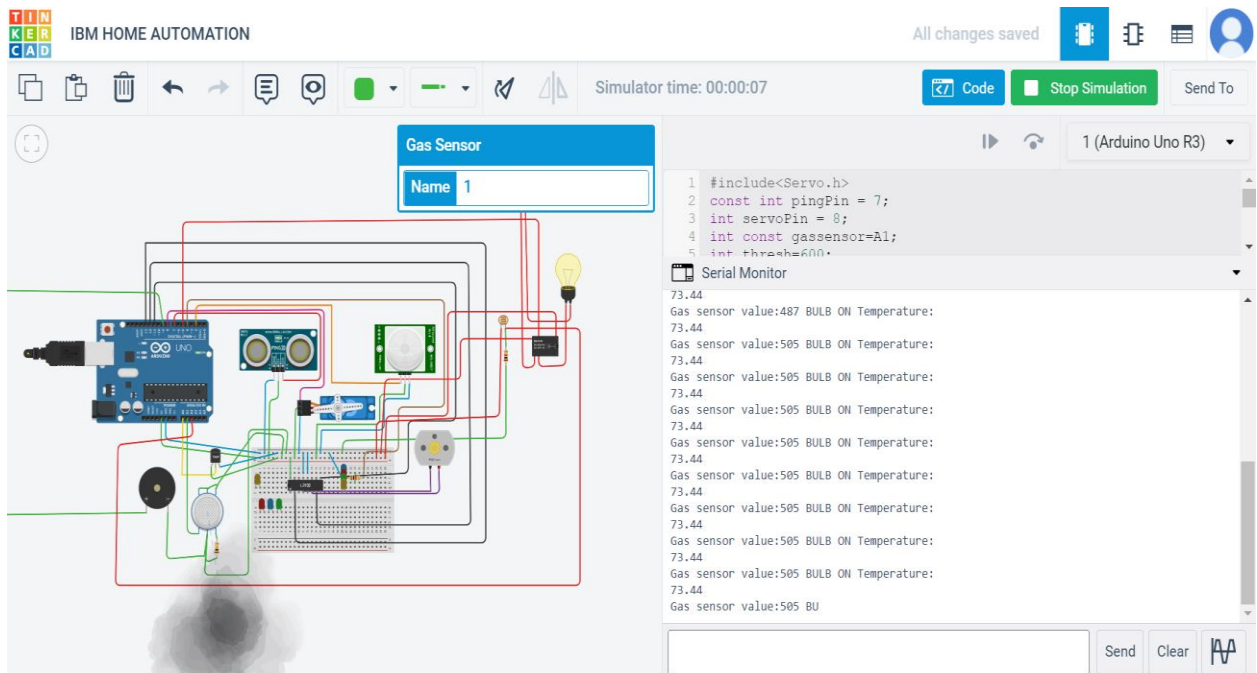 TIN
KER
CAD
IBM HOME AUTOMATION
All changes saved
Simulator time: 00:00:07
Code
Stop Simulation
Send To
Gas Sensor
Name 1
1 (Arduino Uno R3)
1 #include<Servo.h>
2 const int pingPin = 7;
3 int servoPin = 8;
4 int const gassensor=A1;
5 int thresh=600;
Serial Monitor
73.44
Gas sensor value:487 BULB ON Temperature:
73.44
Gas sensor value:505 BULB ON Temperature:
73.44
Gas sensor value:505 BULB ON Temperature:
73.44
Gas sensor value:505 BULB ON Temperature:
73.44
Gas sensor value:505 BULB ON Temperature:
73.44
Gas sensor value:505 BULB ON Temperature:
73.44
Gas sensor value:505 BULB ON Temperature:
73.44
Gas sensor value:505 BULB ON Temperature:
73.44
Gas sensor value:505 BULB ON Temperature:
73.44
Gas sensor value:505 BU
UNO
Send
Clear